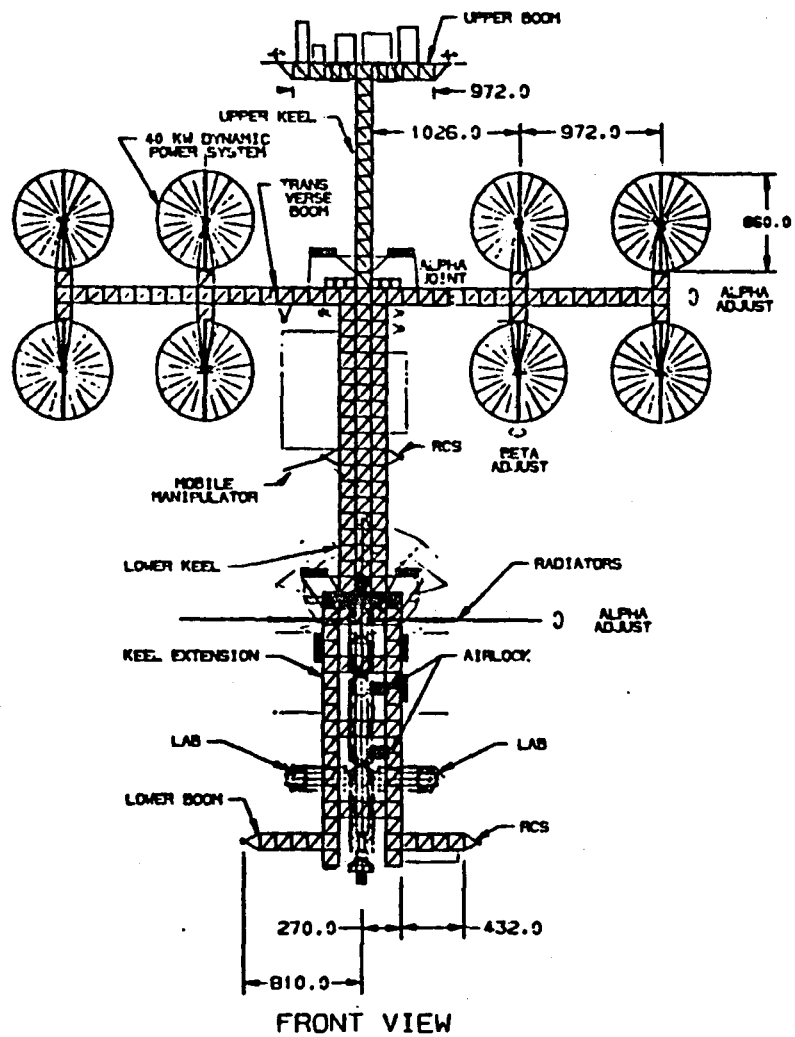 UPPER BOOM
972.0
UPPER KEEL
1026.0
972.0
40 KW DYNAMIC
POWER SYSTEM
TRANS
VERSE
BOOM
860.0
ALPHA
JOINT
ALPHA
ADJUST
RCS
BETA
ADJUST
MOBILE
MANIPULATOR
LOWER KEEL
RADIATORS
ALPHA
ADJUST
KEEL EXTENSION
AIRLOCK
LAB
LAB
LOWER BOOM
RCS
270.0
432.0
810.0
FRONT VIEW